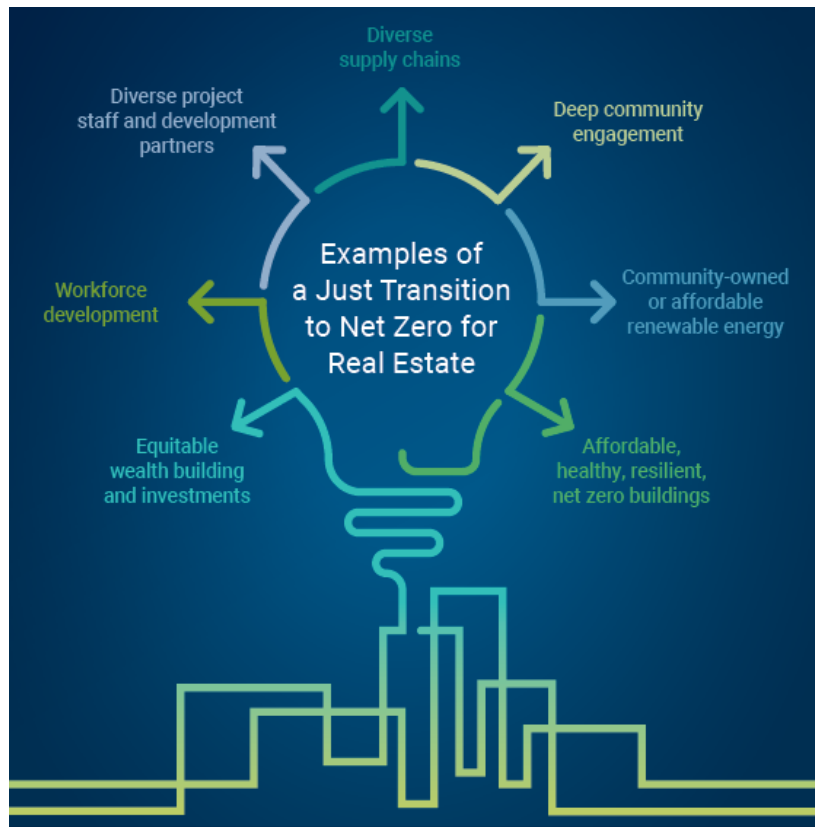 Diverse
supply chains
Diverse project
staff and development
partners
Deep community
engagement
Examples of
a Just Transition
to Net Zero for
Real Estate
Workforce
development
Community-owned
or affordable
renewable energy
Equitable
wealth building
and investments
Affordable,
healthy, resilient,
net zero buildings